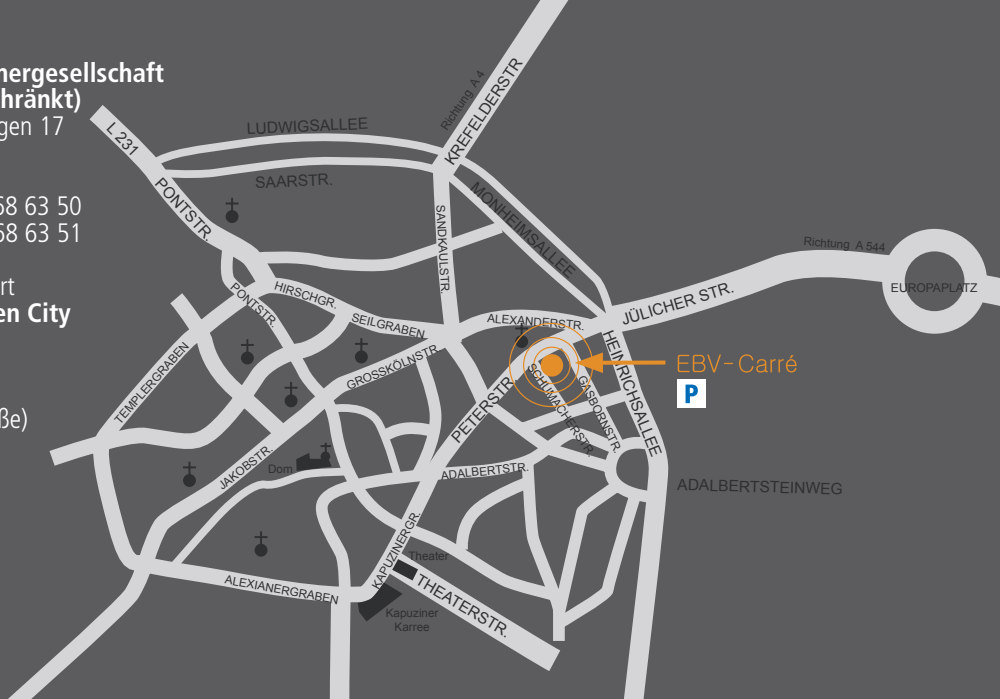 nergesellschaft
hränkt)
gen 17
68 63 50
68 63 51
rt
en City
ße)
L 231
PONTSTR.
LUDWIGSALLEE
SAARSTR.
Richtung A 4
KREFELDERSTR
MONHEIMSALLEE
SANDKAULSTR.
Richtung A 544
EUROPAPLATZ
JÜLICHER STR.
PONTSTR.
HIRSCHGR.
SEILGRABEN
ALEXANDERSTR.
TEMPLERGRABEN
GROSSKÖLNSTR.
PETERSTR.
SCHUMACHERSTR.
GASBORNSTR.
HEINRICHSALLEE
EBV-Carré
P
JAKOBSTR.
Dom
ADALBERTSTR.
ADALBERTSTEINWEG
KAPUZINERGR.
Theater
THEATERSTR.
ALEXIANERGRABEN
Kapuziner
Karree